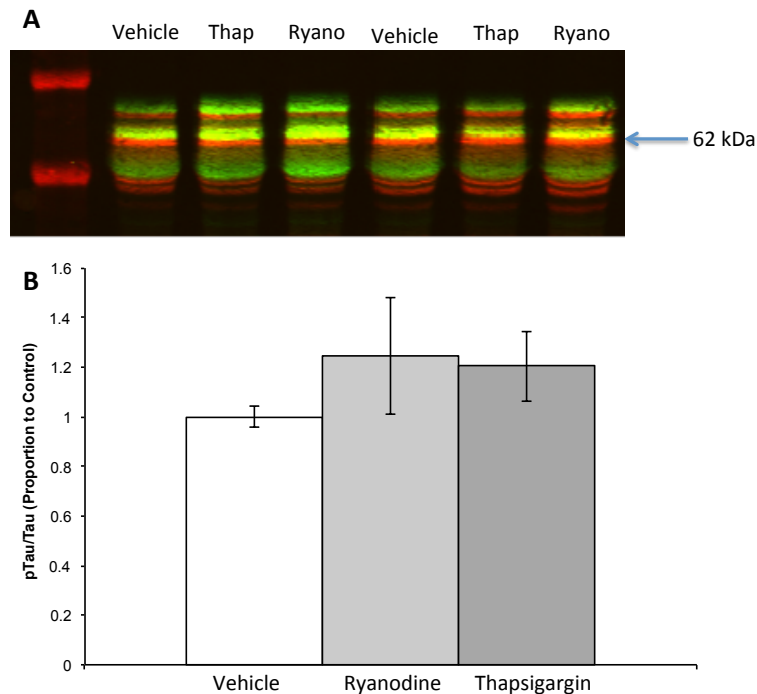 A
Vehicle Thap Ryano Vehicle Thap Ryano
62 kDa
B
pTau/Tau (Proportion to Control)
1.6
1.4
1.2
1
0.8
0.6
0.4
0.2
0
Vehicle Ryanodine Thapsigargin